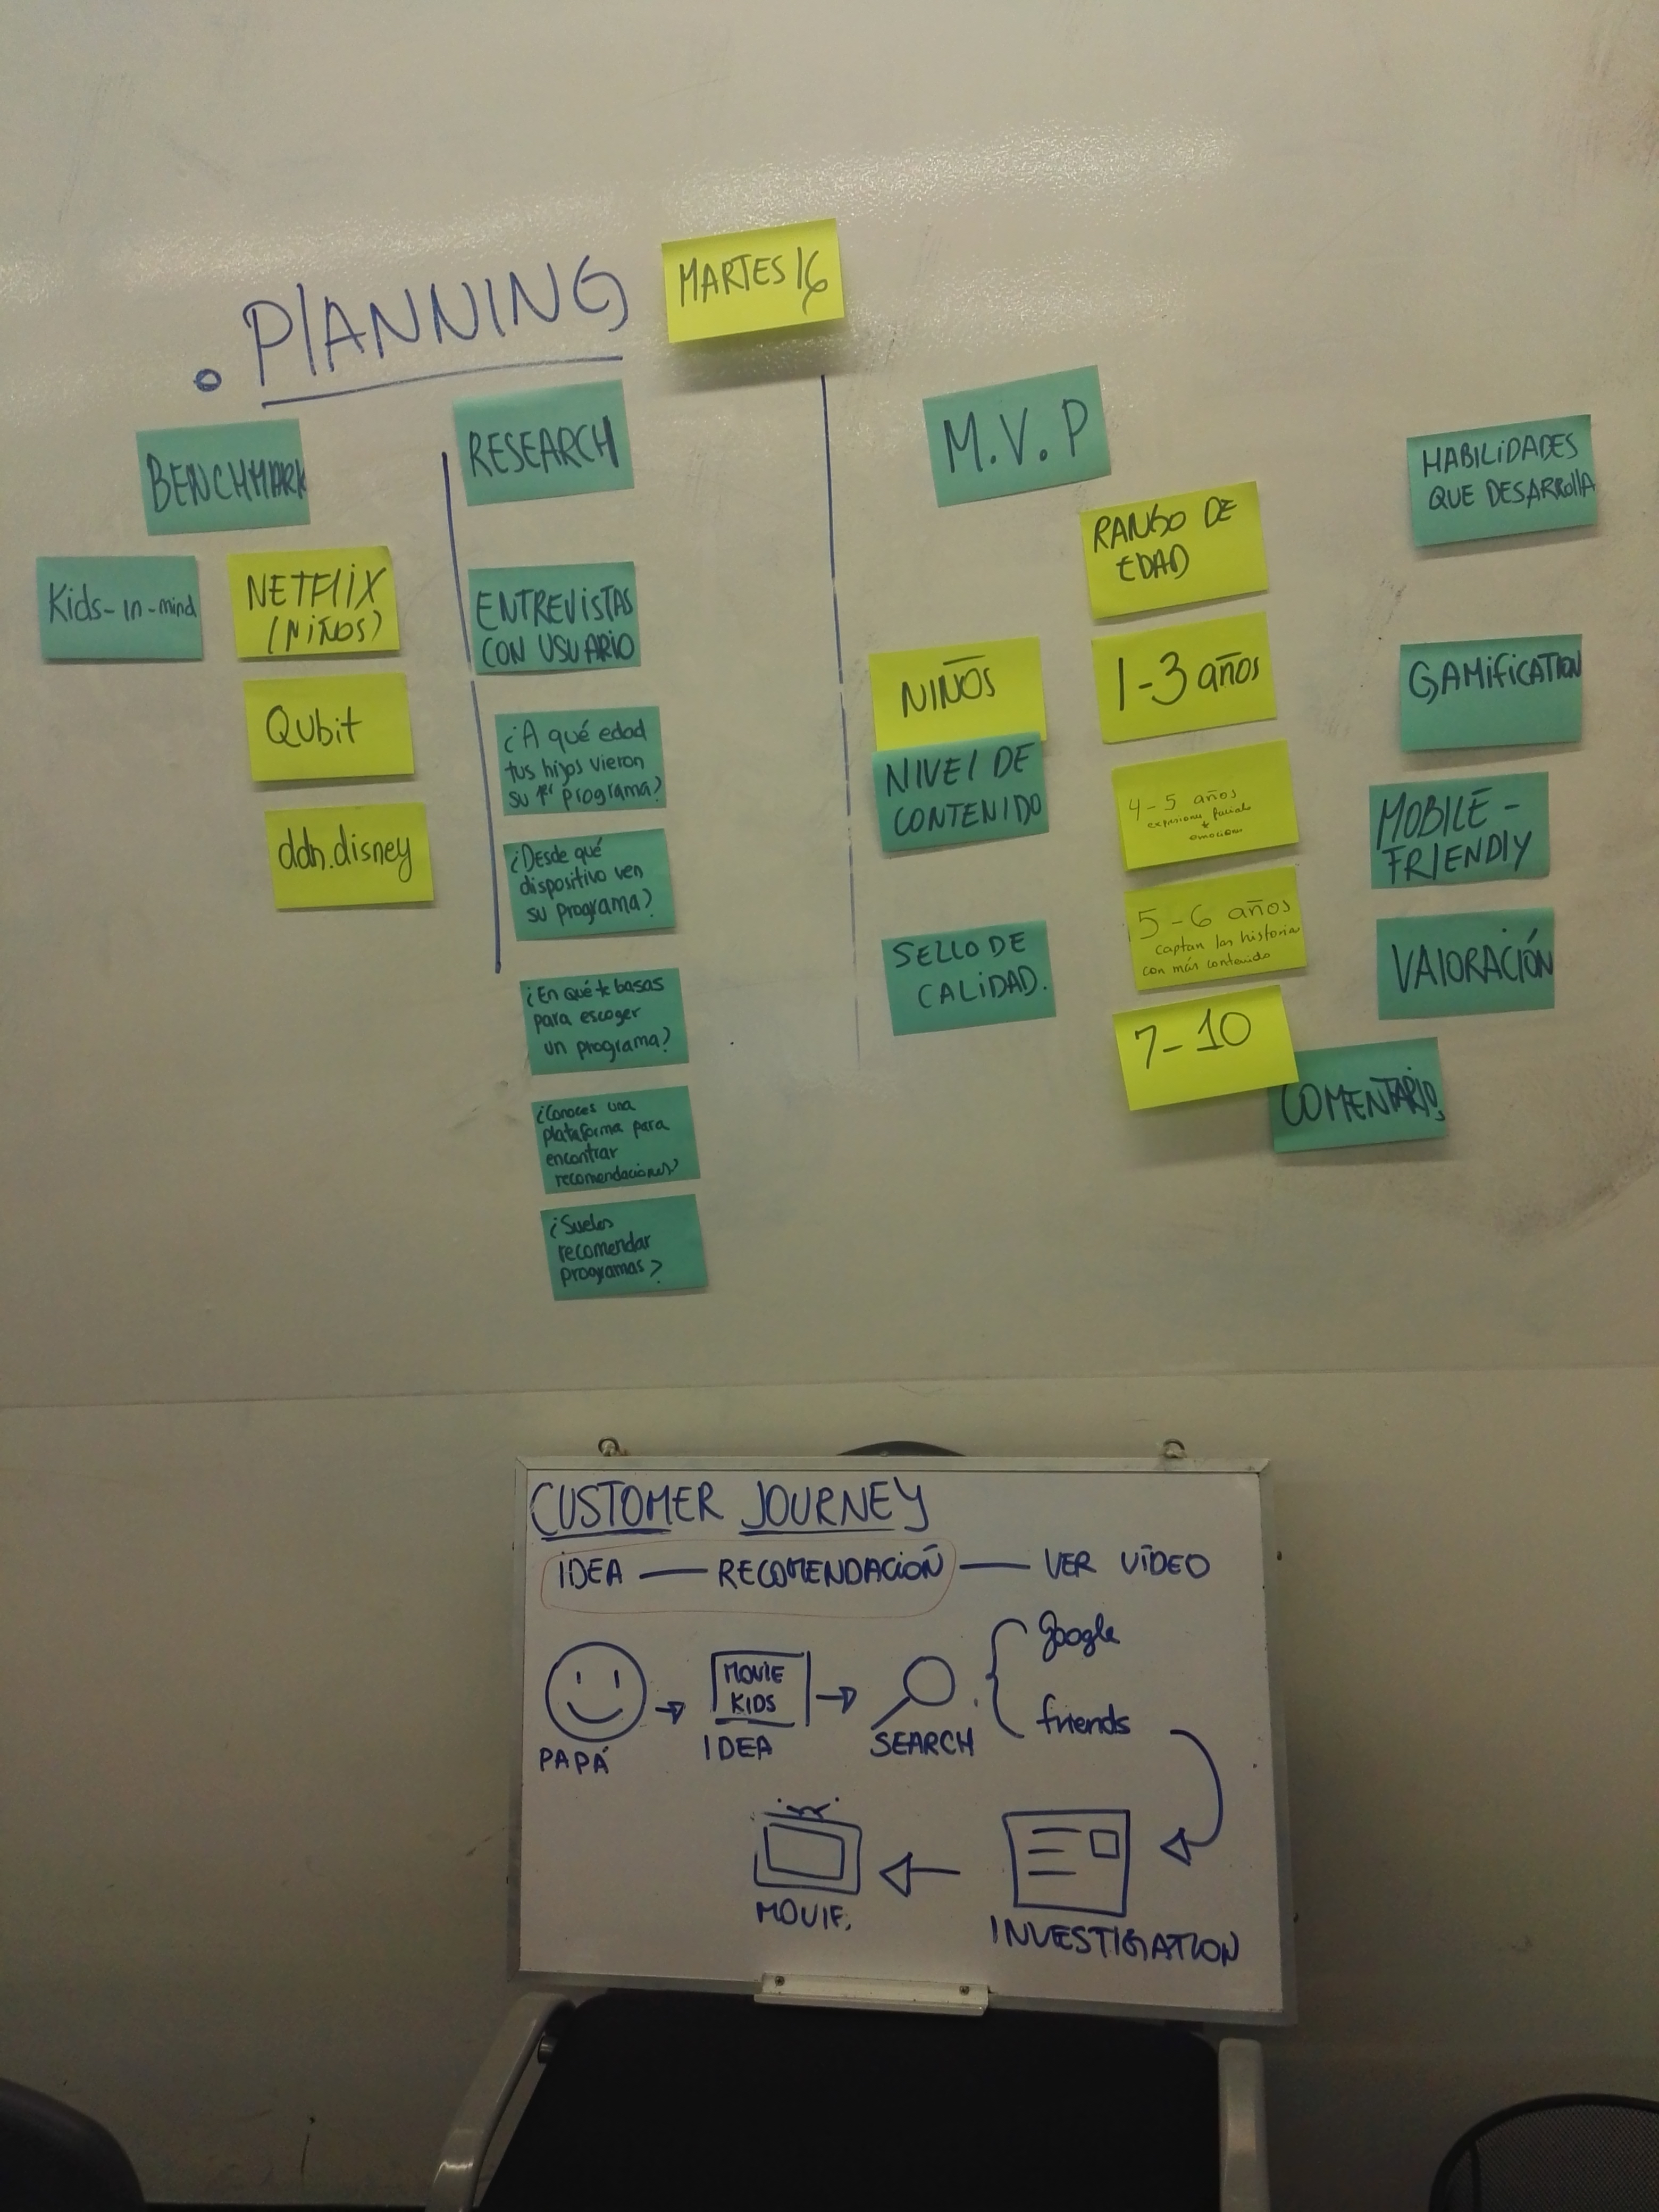 . PLANNING
MARTES 16
BENCHMARK
Kids-in-mind
NETFLIX
(NIÑOS)
Qubit
ddn.disney
RESEARCH
ENTREVISTAS
CON USUARIO
¿A qué edad
tus hijos vieron
su 1er programa?
¿Desde qué
dispositivo ven
su programa?
¿En qué te basas
para escoger
un programa?
¿Conoces una
plataforma para
encontrar
recomendaciones?
¿Sueles
recomendar
programas?
M.V.P
NIÑOS
NIVEL DE
CONTENIDO
SELLO DE
CALIDAD.
RANGO DE
EDAD
1-3 años
4-5 años
expresiones faciales
+
emociones
5-6 años
captan las historias
con más contenido
7-10
HABILIDADES
QUE DESARROLLA
GAMIFICATION
MOBILE-
FRIENDLY
VALORACIÓN
COMENTARIOS
CUSTOMER JOURNEY
IDEA — RECOMENDACIÓN — VER VÍDEO
PAPÁ
MOVIE
KIDS
IDEA
SEARCH
google
friends
INVESTIGATION
MOVIE.